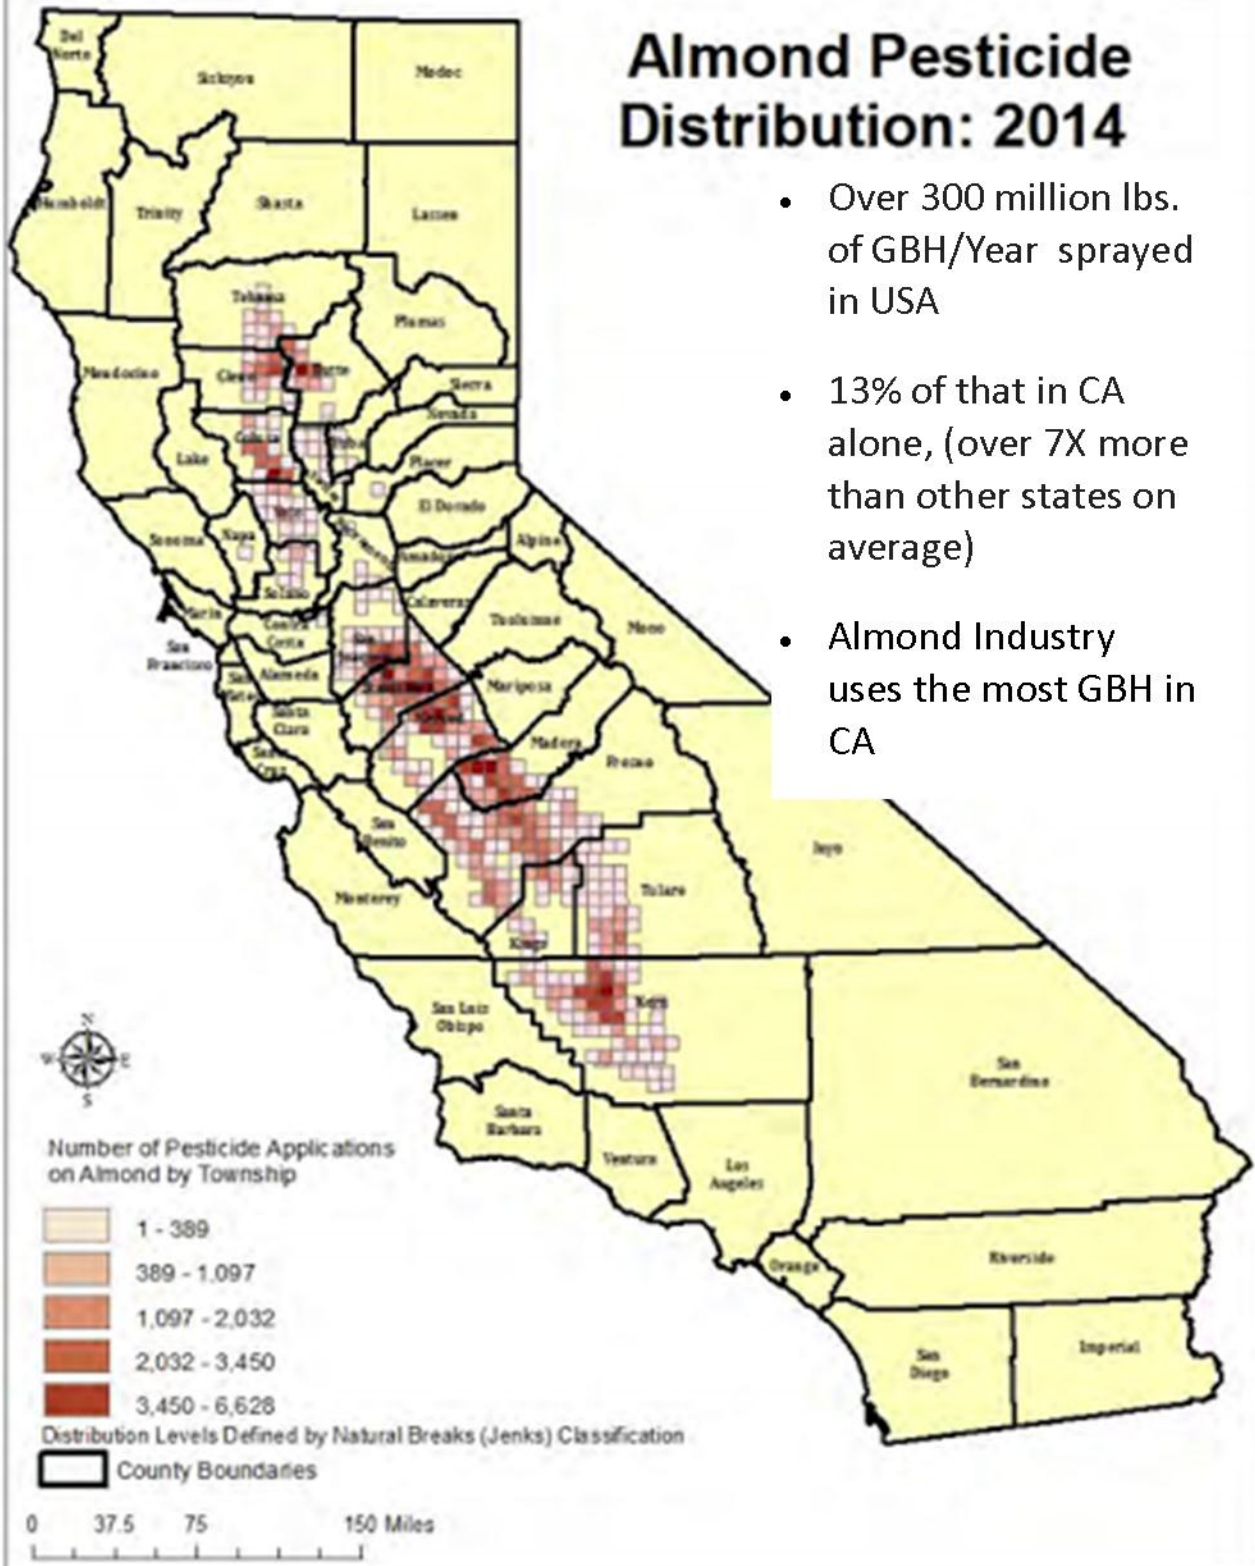 Almond Pesticide
Distribution: 2014
• Over 300 million lbs.
of GBH/Year sprayed
in USA
• 13% of that in CA
alone, (over 7X more
than other states on
average)
• Almond Industry
uses the most GBH in
CA
Del
Norte
Siskiyou
Modoc
Humboldt
Trinity
Shasta
Lassen
Tehama
Plumas
Mendocino
Glenn
Butte
Sierra
Nevada
Colusa
Yuba
Lake
Placer
El Dorado
Yolo
Sonoma
Napa
Alpine
Amador
Solano
Marin
Calaveras
Contra
Costa
Tuolumne
Mono
San
Francisco
San
Alameda
San
Mateo
Mariposa
Merced
Santa
Clara
Madera
Fresno
Santa
Cruz
San
Benito
Inyo
Monterey
Tulare
Kings
San Luis
Obispo
Kern
San
Bernardino
Santa
Barbara
Ventura
Los
Angeles
Orange
Riverside
San
Diego
Imperial
N
W
E
S
Number of Pesticide Applications
on Almond by Township
1 - 389
389 - 1,097
1,097 - 2,032
2,032 - 3,450
3,450 - 6,628
Distribution Levels Defined by Natural Breaks (Jenks) Classification
County Boundaries
0 37.5 75 150 Miles